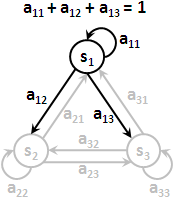 a11 + a12 + a13 = 1
a11
s1
a12 a13
a21 a31
a32
s2 s3
a23
a22 a33